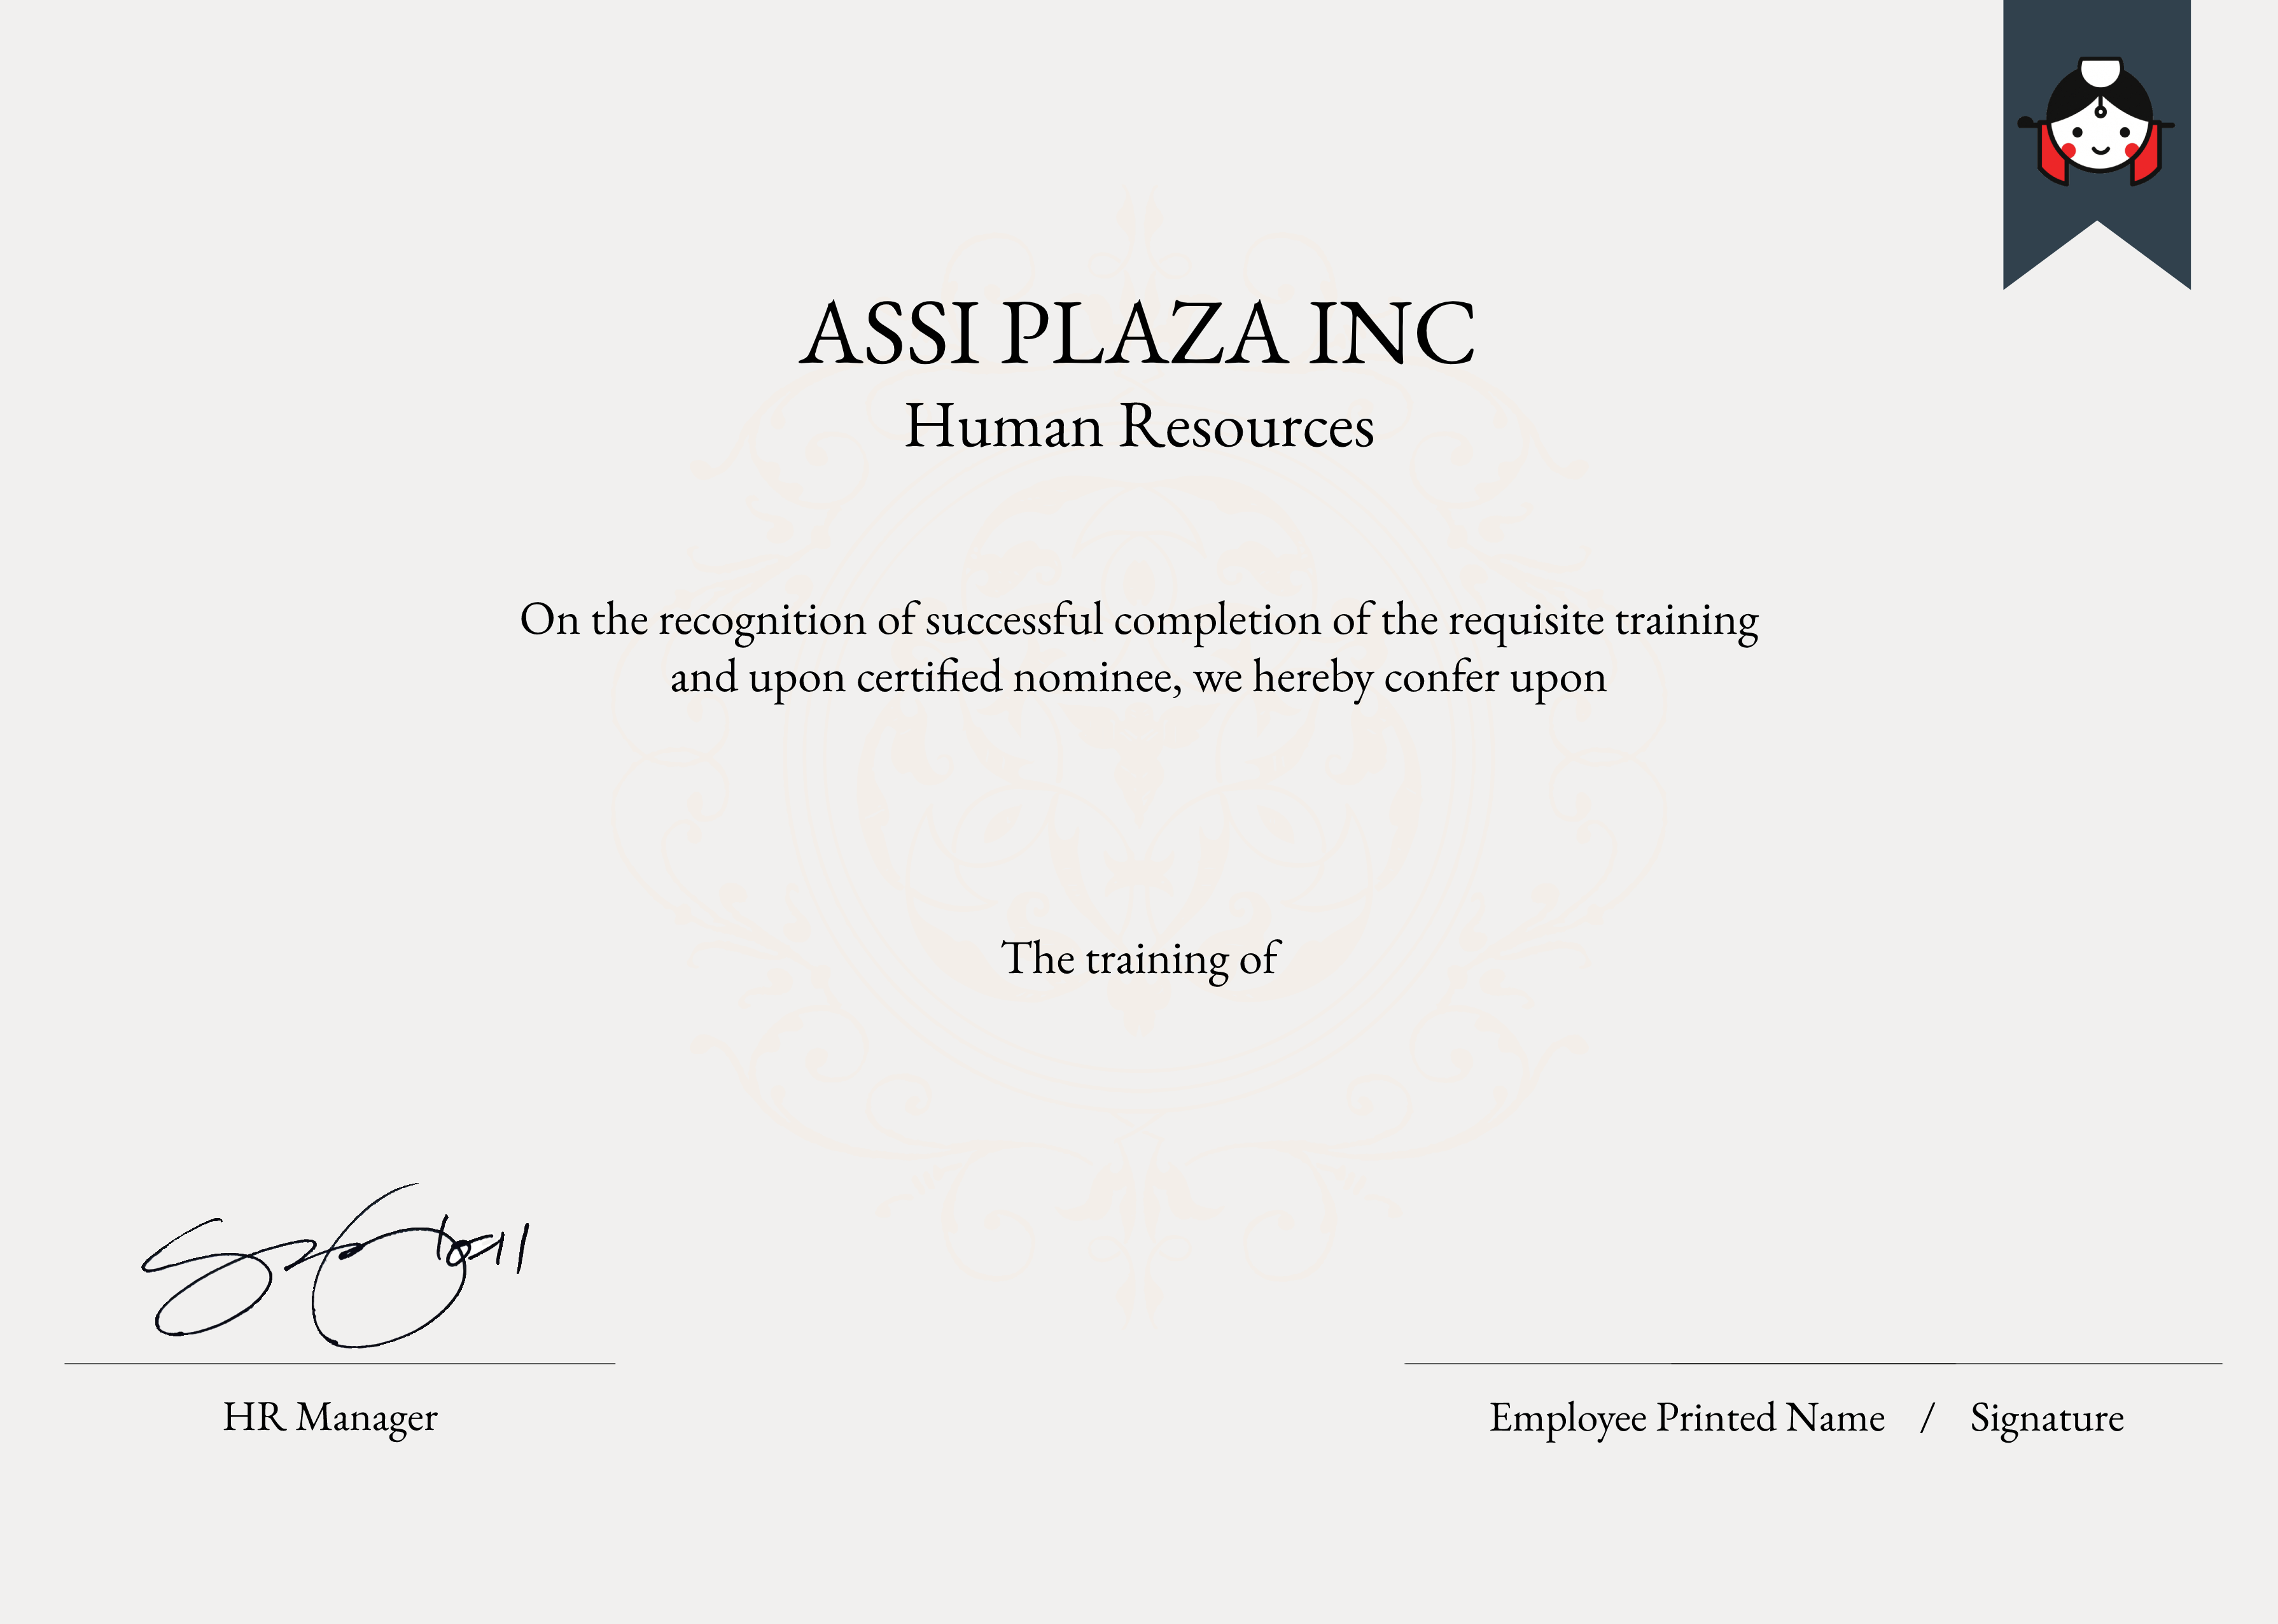 ASSI PLAZA INC
Human Resources
On the recognition of successful completion of the requisite training
and upon certified nominee, we hereby confer upon
The training of
HR Manager
Employee Printed Name / Signature